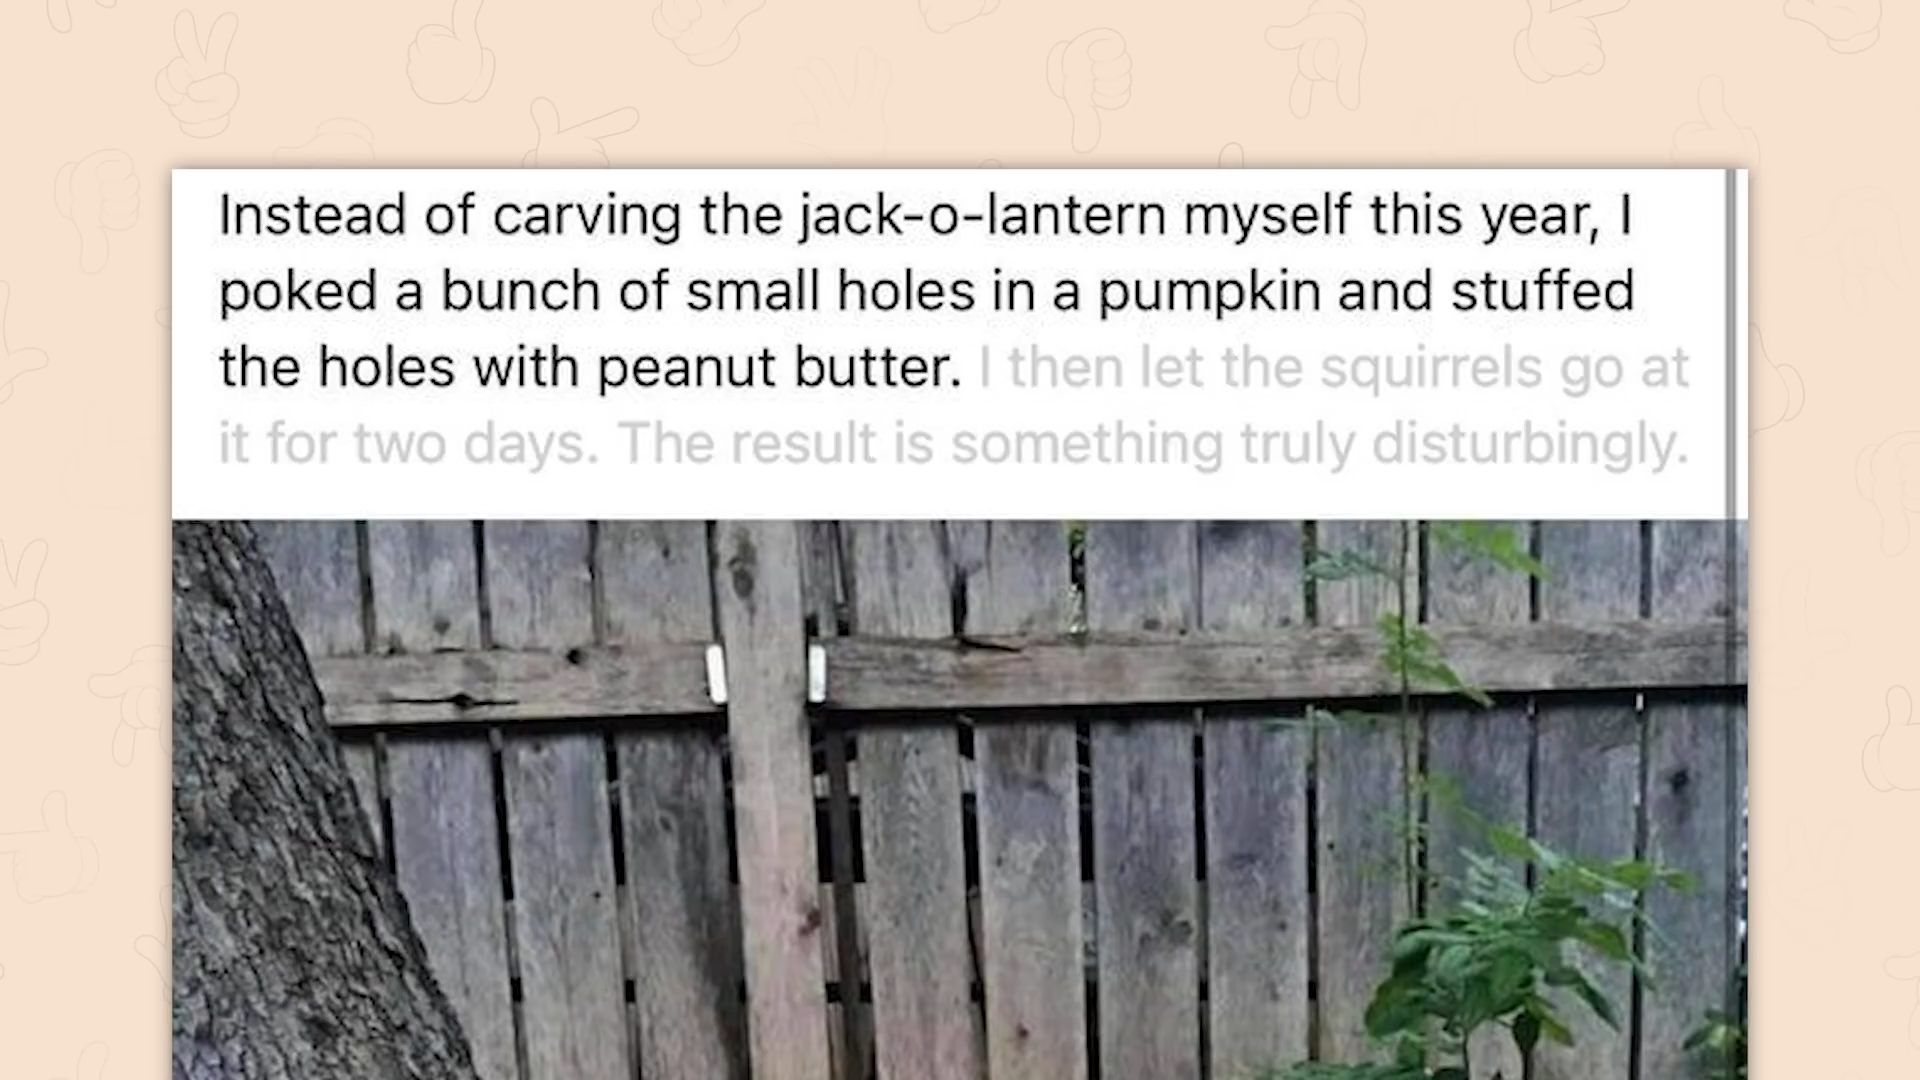 Instead of carving the jack-o-lantern myself this year, I
poked a bunch of small holes in a pumpkin and stuffed
the holes with peanut butter. I then let the squirrels go at
it for two days. The result is something truly disturbingly.